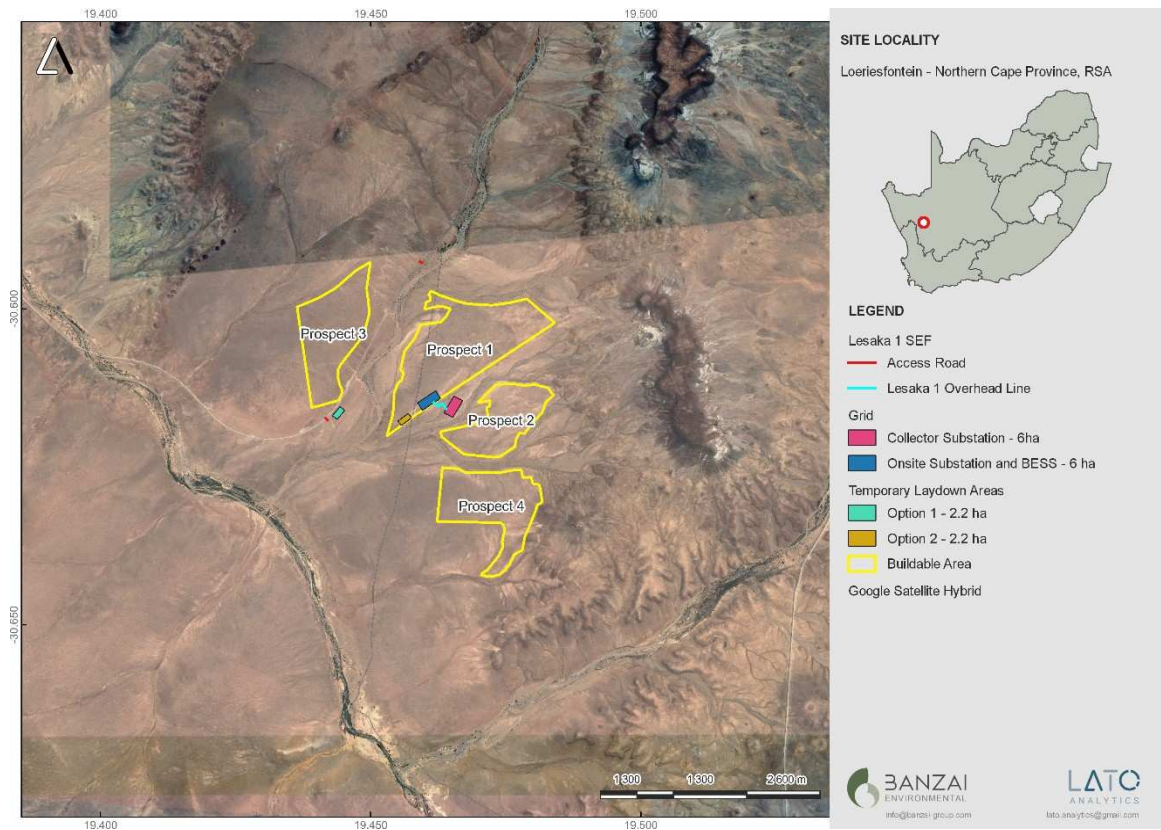 19.400
19.450
19.500
-30.600
-30.650
Prospect 3
Prospect 1
Prospect 2
Prospect 4
1 300
1 300
2 600 m
19.400
19.450
19.500
SITE LOCALITY
Loeriesfontein - Northern Cape Province, RSA
LEGEND
Lesaka 1 SEF
Access Road
Lesaka 1 Overhead Line
Grid
Collector Substation - 6ha
Onsite Substation and BESS - 6 ha
Temporary Laydown Areas
Option 1 - 2.2 ha
Option 2 - 2.2 ha
Buildable Area
Google Satellite Hybrid
BANZAI
ENVIRONMENTAL
info@banzai-group.com
LATO
ANALYTICS
lato.analytics@gmail.com